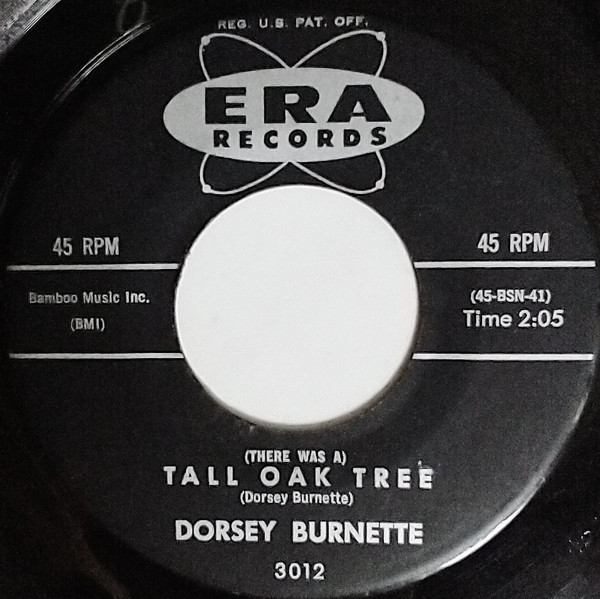 REG. U.S. PAT. OFF.
ERA
RECORDS
45 RPM
45 RPM
Bamboo Music Inc.
(BMI)
(45-BSN-41)
Time 2:05
(THERE WAS A)
TALL OAK TREE
(Dorsey Burnette)
DORSEY BURNETTE
3012